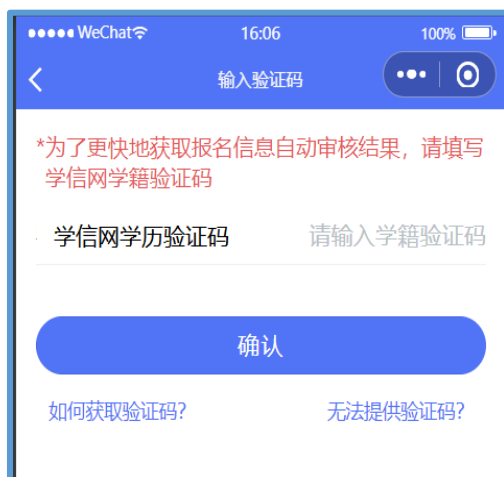 WeChat 16:06 100%
输入验证码
*为了更快地获取报名信息自动审核结果，请填写
学信网学籍验证码
学信网学历验证码 请输入学籍验证码
确认
如何获取验证码? 无法提供验证码?